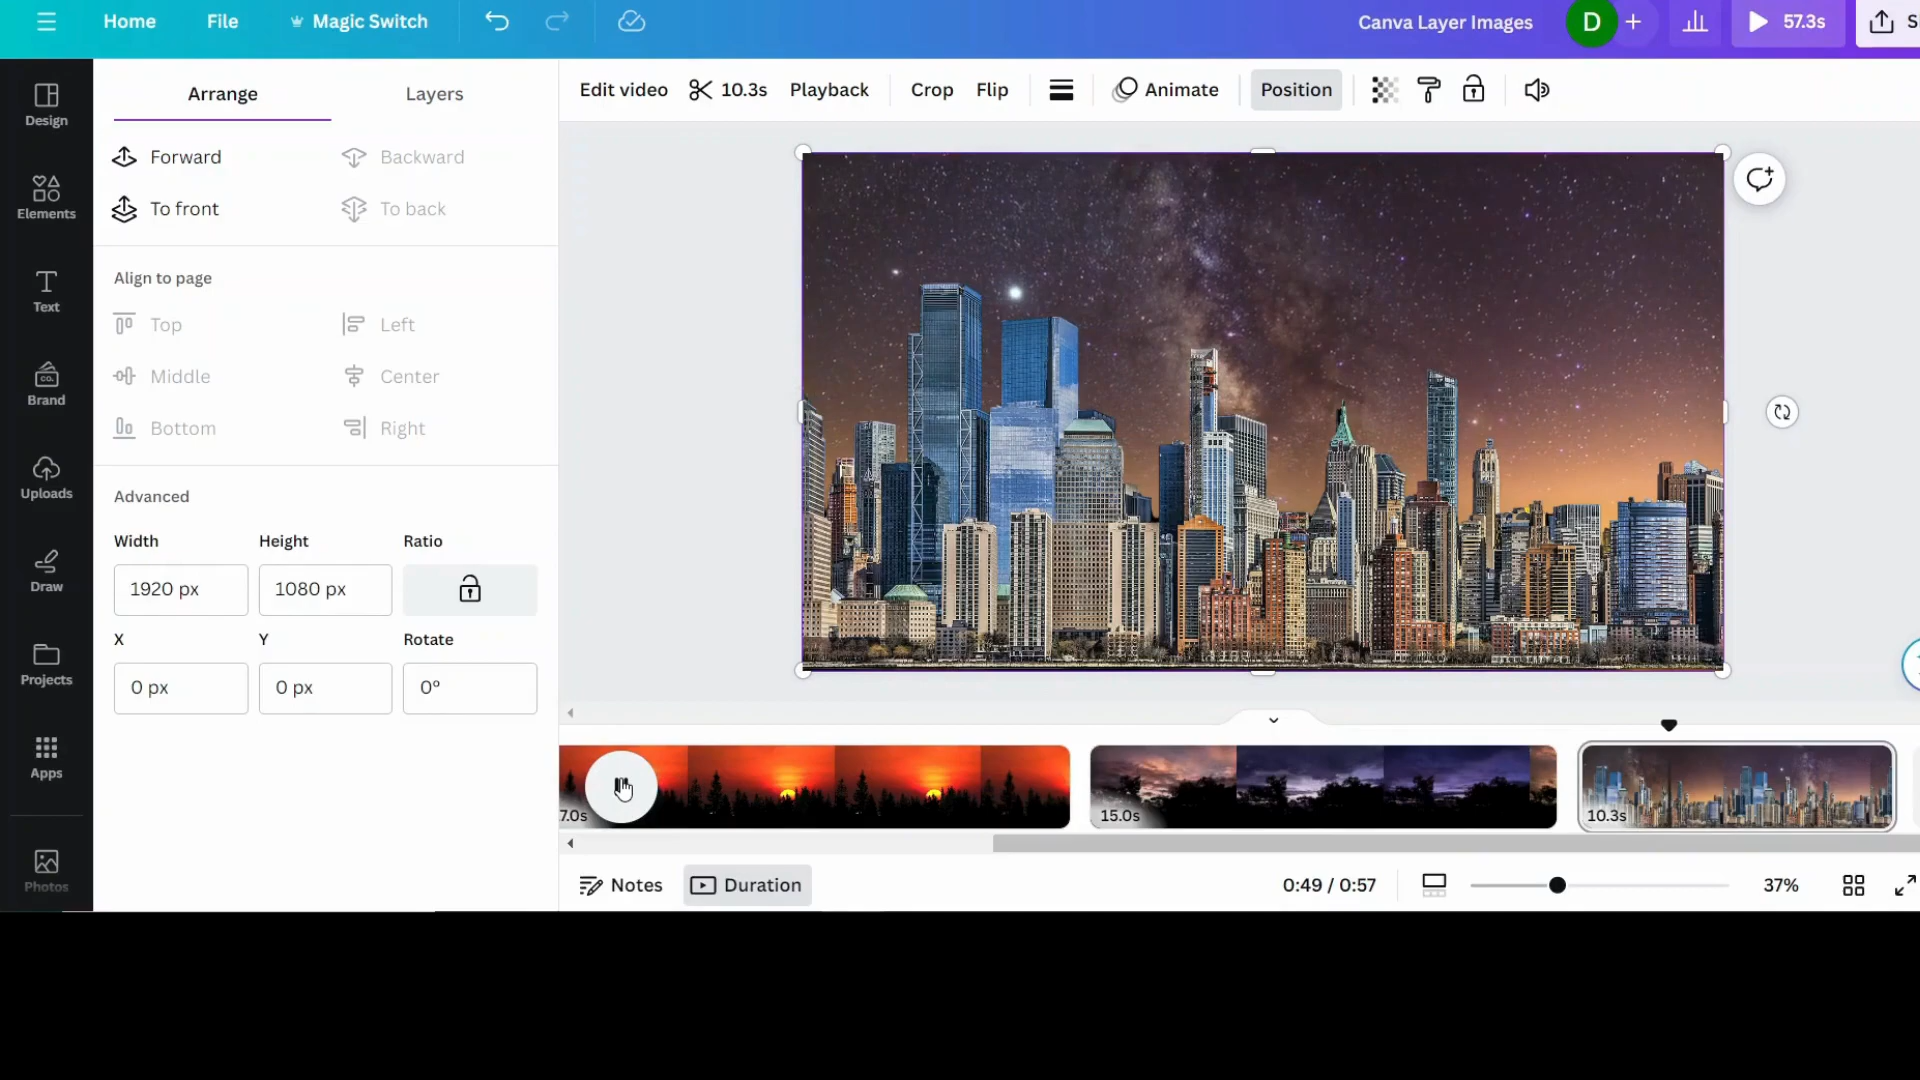 Home
File
Magic Switch
Canva Layer Images
D
57.3s
S
Design
Elements
Text
CO.
Brand
Uploads
Draw
Projects
Apps
Photos
Arrange
Layers
Forward
Backward
To front
To back
Align to page
Top
Left
Middle
Center
Bottom
Right
Advanced
Width
Height
Ratio
1920 px
1080 px
X
Y
Rotate
0 px
0 px
0°
Edit video
10.3s
Playback
Crop
Flip
Animate
Position
7.0s
15.0s
10.3s
Notes
Duration
0:49 / 0:57
37%